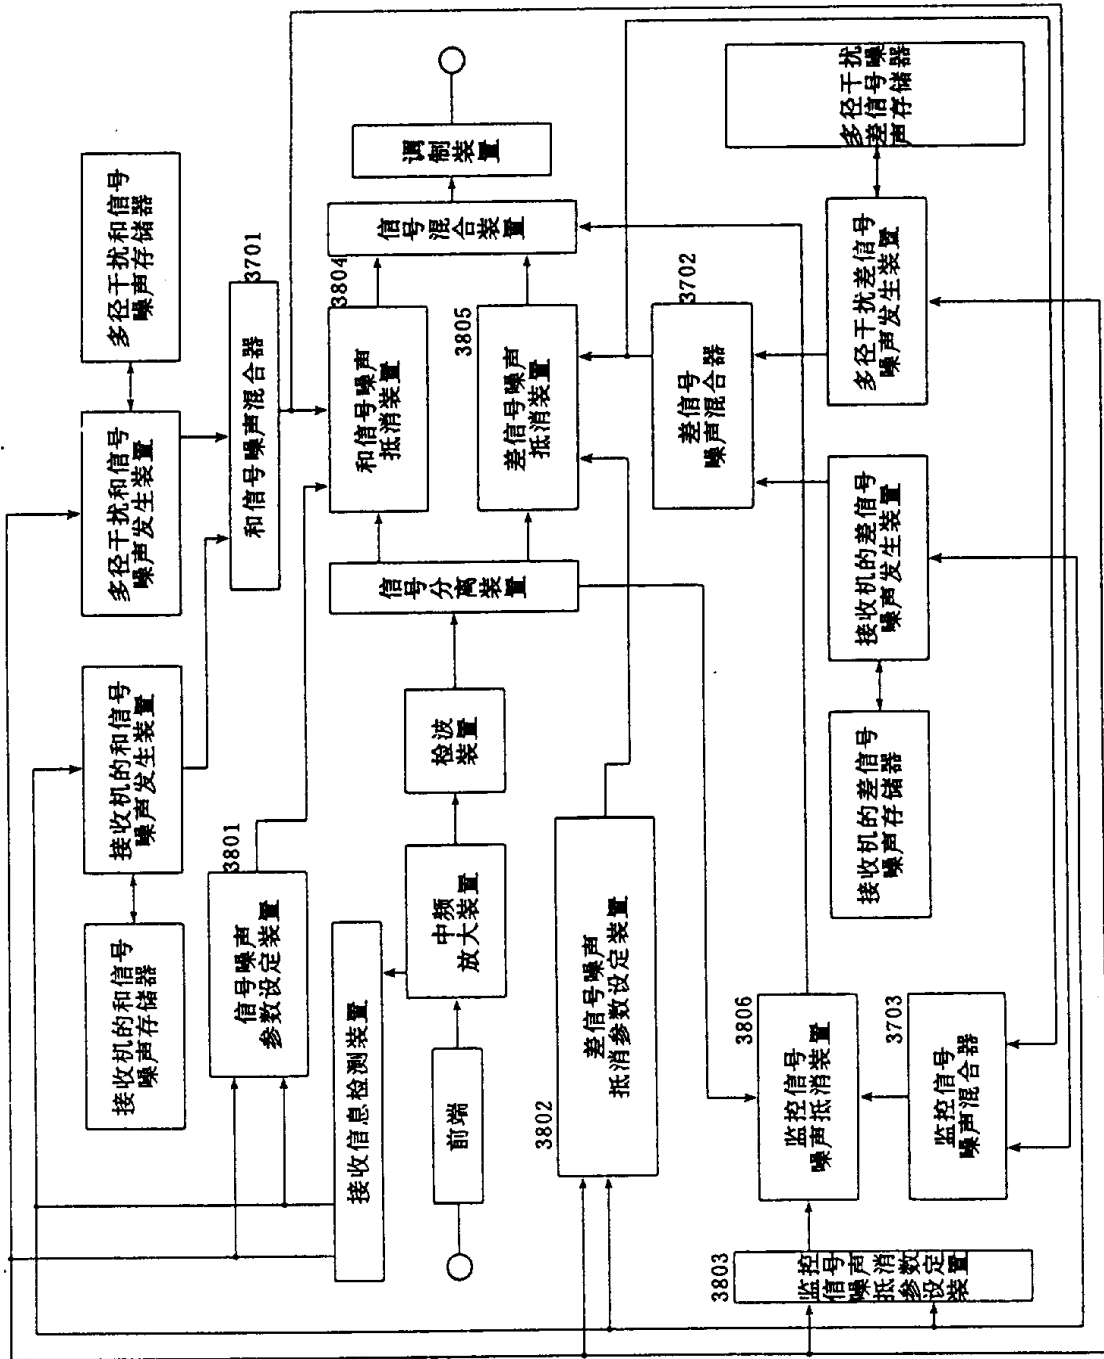 接收机的和信号
噪声存储器
接收机的和信号
噪声发生装置
多径干扰和信号
噪声发生装置
多径干扰和信号
噪声存储器
3801
信号噪声
参数设定装置
和信号噪声混合器
3701
接收信息检测装置
前端
中频
放大装置
检波
装置
信号分离装置
和信号噪声
抵消装置
3804
差信号噪声
抵消装置
3805
信号混合装置
调制装置
3802
差信号噪声
抵消参数设定装置
差信号
噪声混合器
3702
3803
监控
信号
噪声
抵消
参数
设定
装置
监控信号
噪声抵消装置
3806
监控信号
噪声混合器
3703
接收机的差信号
噪声存储器
接收机的差信号
噪声发生装置
多径干扰差信号
噪声发生装置
多径干扰
差信号噪
声存储器